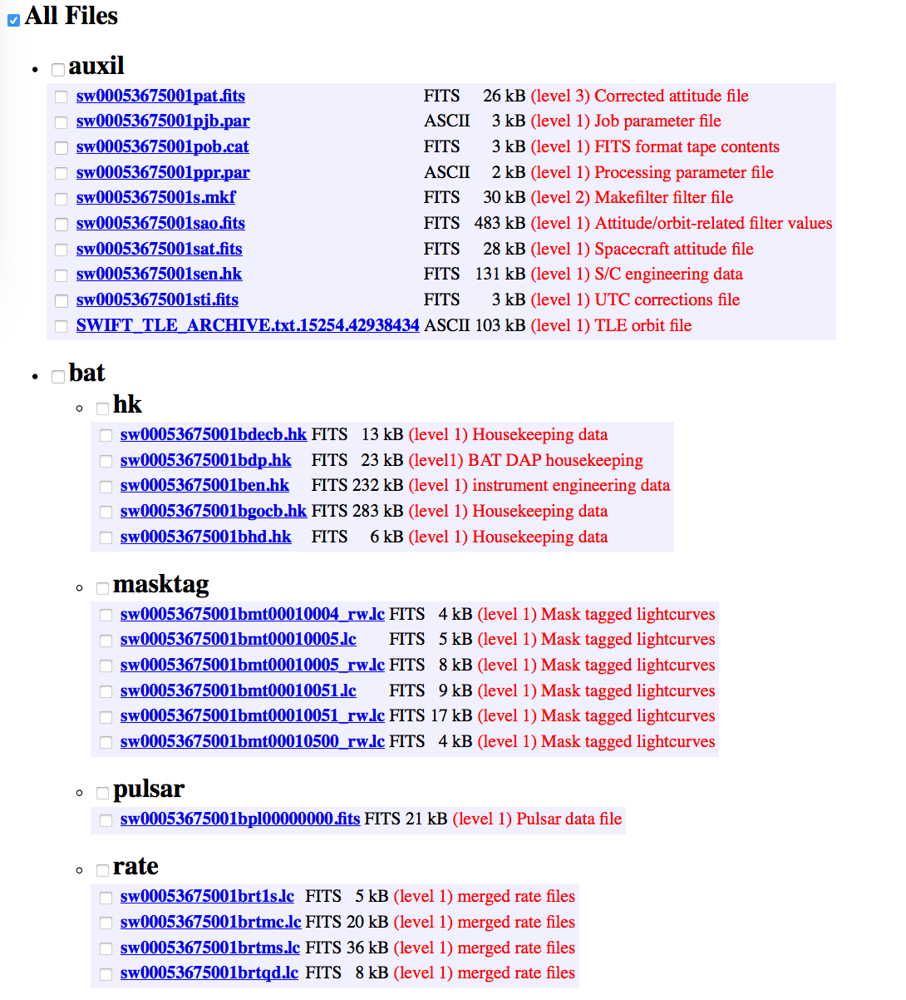 All Files
auxil
sw00053675001pat.fits FITS 26 kB (level 3) Corrected attitude file
sw00053675001pjb.par ASCII 3 kB (level 1) Job parameter file
sw00053675001pob.cat FITS 3 kB (level 1) FITS format tape contents
sw00053675001ppr.par ASCII 2 kB (level 1) Processing parameter file
sw00053675001s.mkf FITS 30 kB (level 2) Makefilter filter file
sw00053675001sao.fits FITS 483 kB (level 1) Attitude/orbit-related filter values
sw00053675001sat.fits FITS 28 kB (level 1) Spacecraft attitude file
sw00053675001sen.hk FITS 131 kB (level 1) S/C engineering data
sw00053675001sti.fits FITS 3 kB (level 1) UTC corrections file
SWIFT_TLE_ARCHIVE.txt.15254.42938434 ASCII 103 kB (level 1) TLE orbit file
bat
hk
sw00053675001bdecb.hk FITS 13 kB (level 1) Housekeeping data
sw00053675001bdp.hk FITS 23 kB (level1) BAT DAP housekeeping
sw00053675001ben.hk FITS 232 kB (level 1) instrument engineering data
sw00053675001bgocb.hk FITS 283 kB (level 1) Housekeeping data
sw00053675001bhd.hk FITS 6 kB (level 1) Housekeeping data
masktag
sw00053675001bmt00010004_rw.lc FITS 4 kB (level 1) Mask tagged lightcurves
sw00053675001bmt00010005.lc FITS 5 kB (level 1) Mask tagged lightcurves
sw00053675001bmt00010005_rw.lc FITS 8 kB (level 1) Mask tagged lightcurves
sw00053675001bmt00010051.lc FITS 9 kB (level 1) Mask tagged lightcurves
sw00053675001bmt00010051_rw.lc FITS 17 kB (level 1) Mask tagged lightcurves
sw00053675001bmt00010500_rw.lc FITS 4 kB (level 1) Mask tagged lightcurves
pulsar
sw00053675001bpl00000000.fits FITS 21 kB (level 1) Pulsar data file
rate
sw00053675001brt1s.lc FITS 5 kB (level 1) merged rate files
sw00053675001brtmc.lc FITS 20 kB (level 1) merged rate files
sw00053675001brtms.lc FITS 36 kB (level 1) merged rate files
sw00053675001brtqd.lc FITS 8 kB (level 1) merged rate files